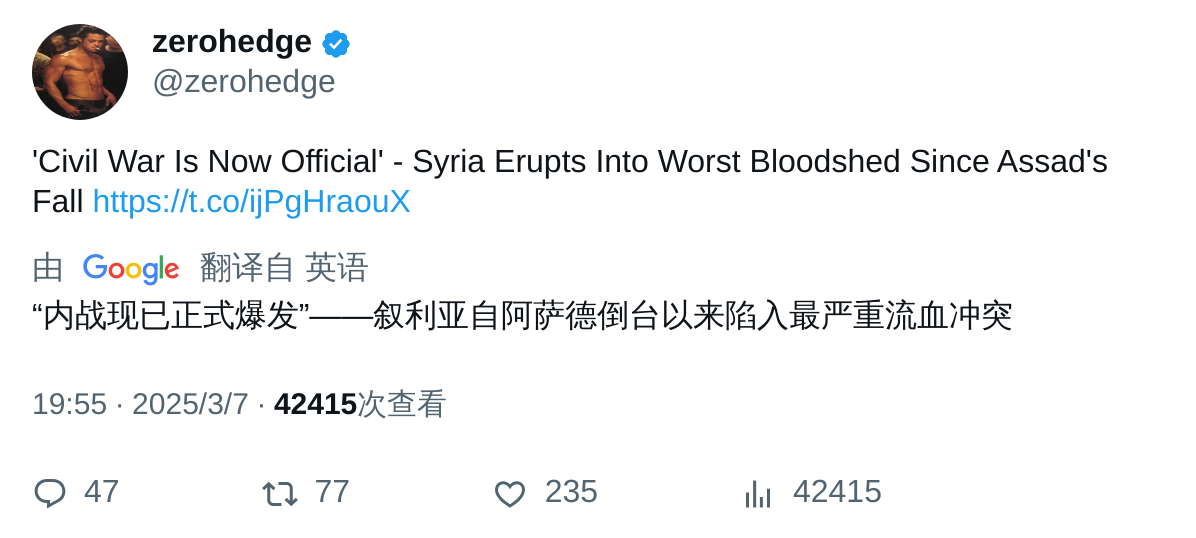 zerohedge
@zerohedge
'Civil War Is Now Official' - Syria Erupts Into Worst Bloodshed Since Assad's
Fall https://t.co/ijPgHraouX
由 Google 翻译自 英语
“内战现已正式爆发”——叙利亚自阿萨德倒台以来陷入最严重流血冲突
19:55 · 2025/3/7 · 42415次查看
47 77 235 42415